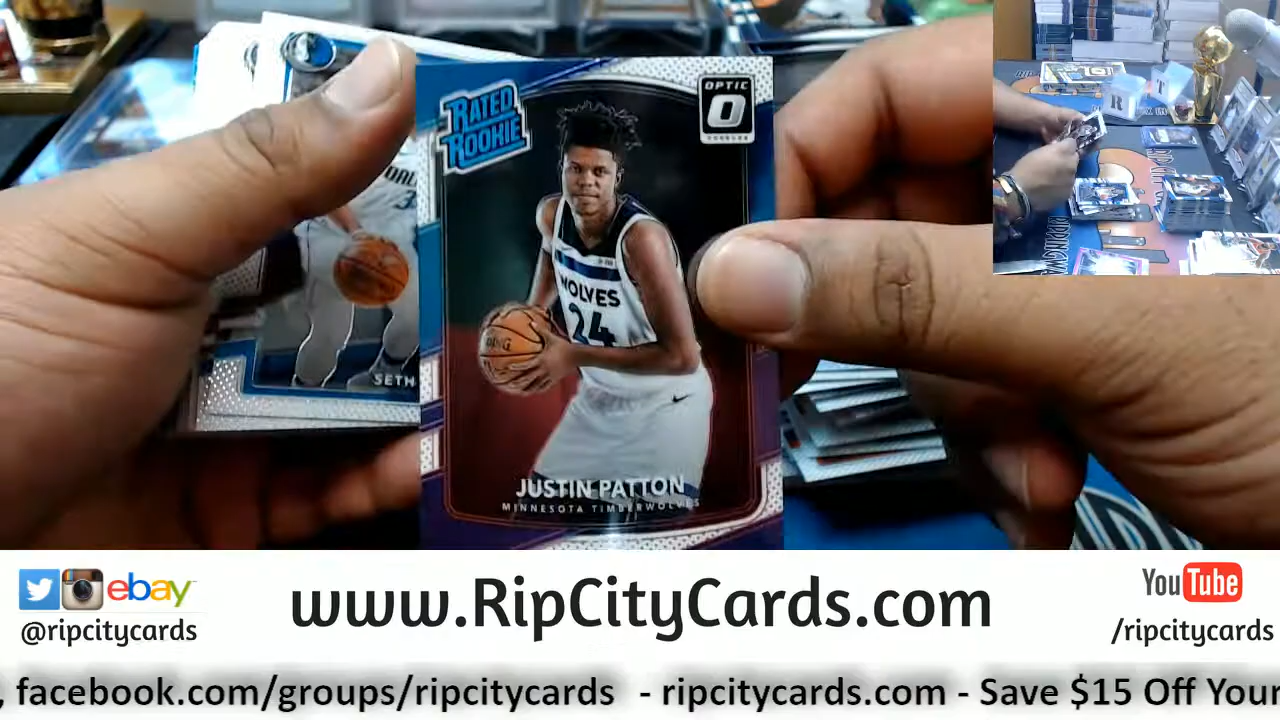 RATED
ROOKIE
OPTIC
WOLVES
24
SETH
JUSTIN PATTON
MINNESOTA TIMBERWOLVES
ebay
@ripcitycards
www.RipCityCards.com
YouTube
/ripcitycards
, facebook.com/groups/ripcitycards - ripcitycards.com - Save $15 Off Your